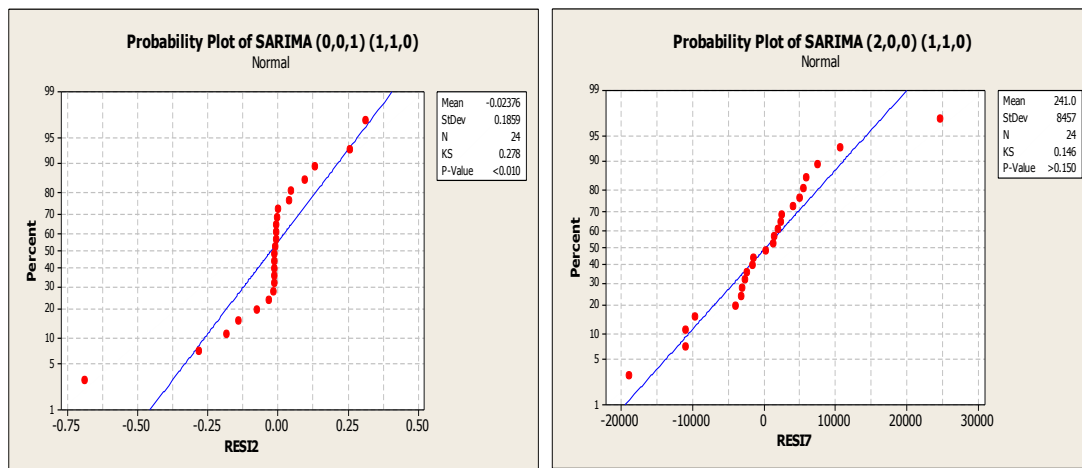 Probability Plot of SARIMA (0,0,1) (1,1,0)
Normal
Percent
99
95
90
80
70
60
50
40
30
20
10
5
1
-0.75
-0.50
-0.25
0.00
0.25
0.50
RESI2
Mean -0.02376
StDev 0.1859
N 24
KS 0.278
P-Value <0.010
Probability Plot of SARIMA (2,0,0) (1,1,0)
Normal
Percent
99
95
90
80
70
60
50
40
30
20
10
5
1
-20000
-10000
0
10000
20000
30000
RESI7
Mean 241.0
StDev 8457
N 24
KS 0.146
P-Value >0.150